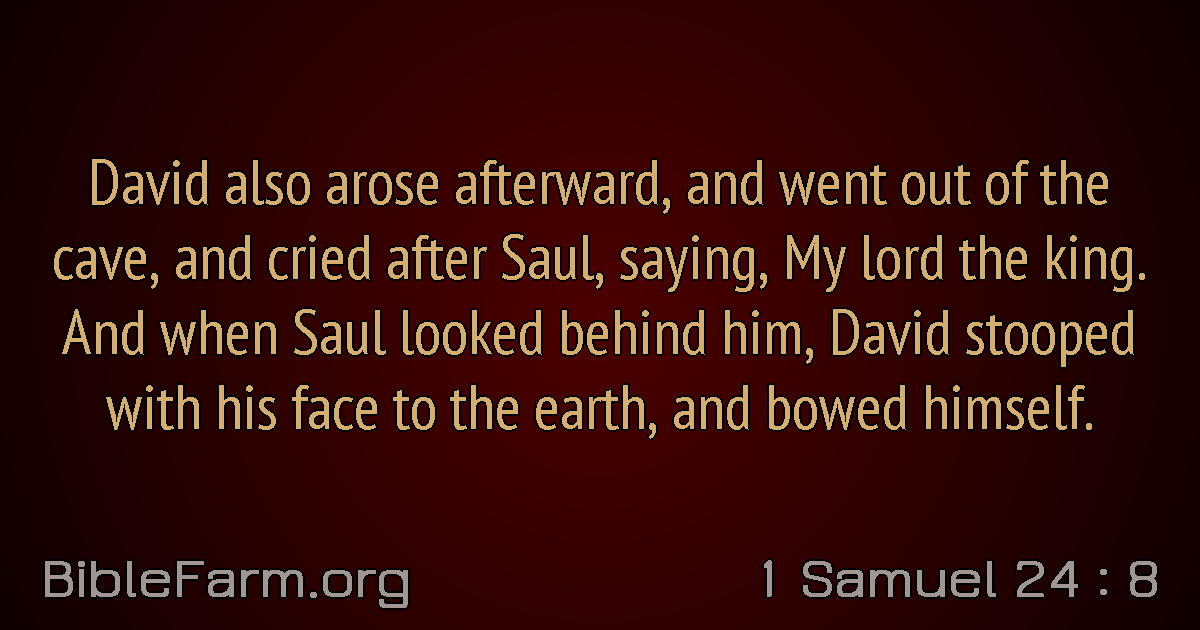 David also arose afterward, and went out of the
cave, and cried after Saul, saying, My lord the king.
And when Saul looked behind him, David stooped
with his face to the earth, and bowed himself.
BibleFarm.org
1 Samuel 24 : 8